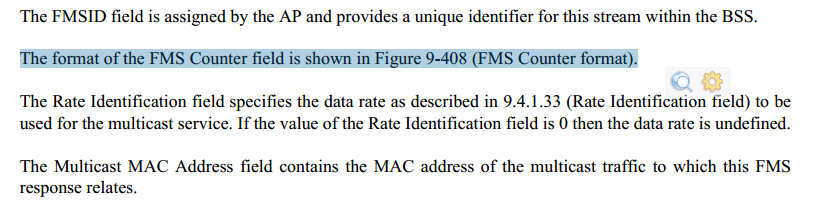 The FMSID field is assigned by the AP and provides a unique identifier for this stream within the BSS.
The format of the FMS Counter field is shown in Figure 9-408 (FMS Counter format).
The Rate Identification field specifies the data rate as described in 9.4.1.33 (Rate Identification field) to be
used for the multicast service. If the value of the Rate Identification field is 0 then the data rate is undefined.
The Multicast MAC Address field contains the MAC address of the multicast traffic to which this FMS
response relates.